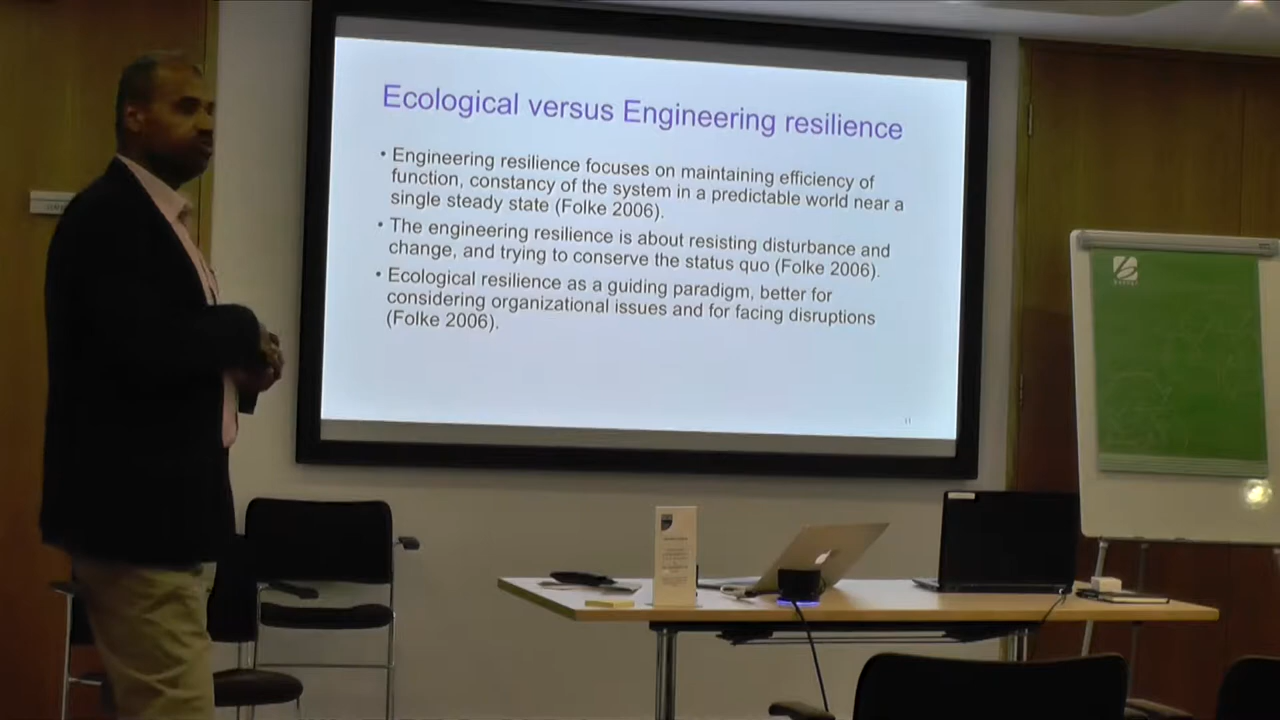 Ecological versus Engineering resilience
• Engineering resilience focuses on maintaining efficiency of
function, constancy of the system in a predictable world near a
single steady state (Folke 2006).
• The engineering resilience is about resisting disturbance and
change, and trying to conserve the status quo (Folke 2006).
• Ecological resilience as a guiding paradigm, better for
considering organizational issues and for facing disruptions
(Folke 2006).
11